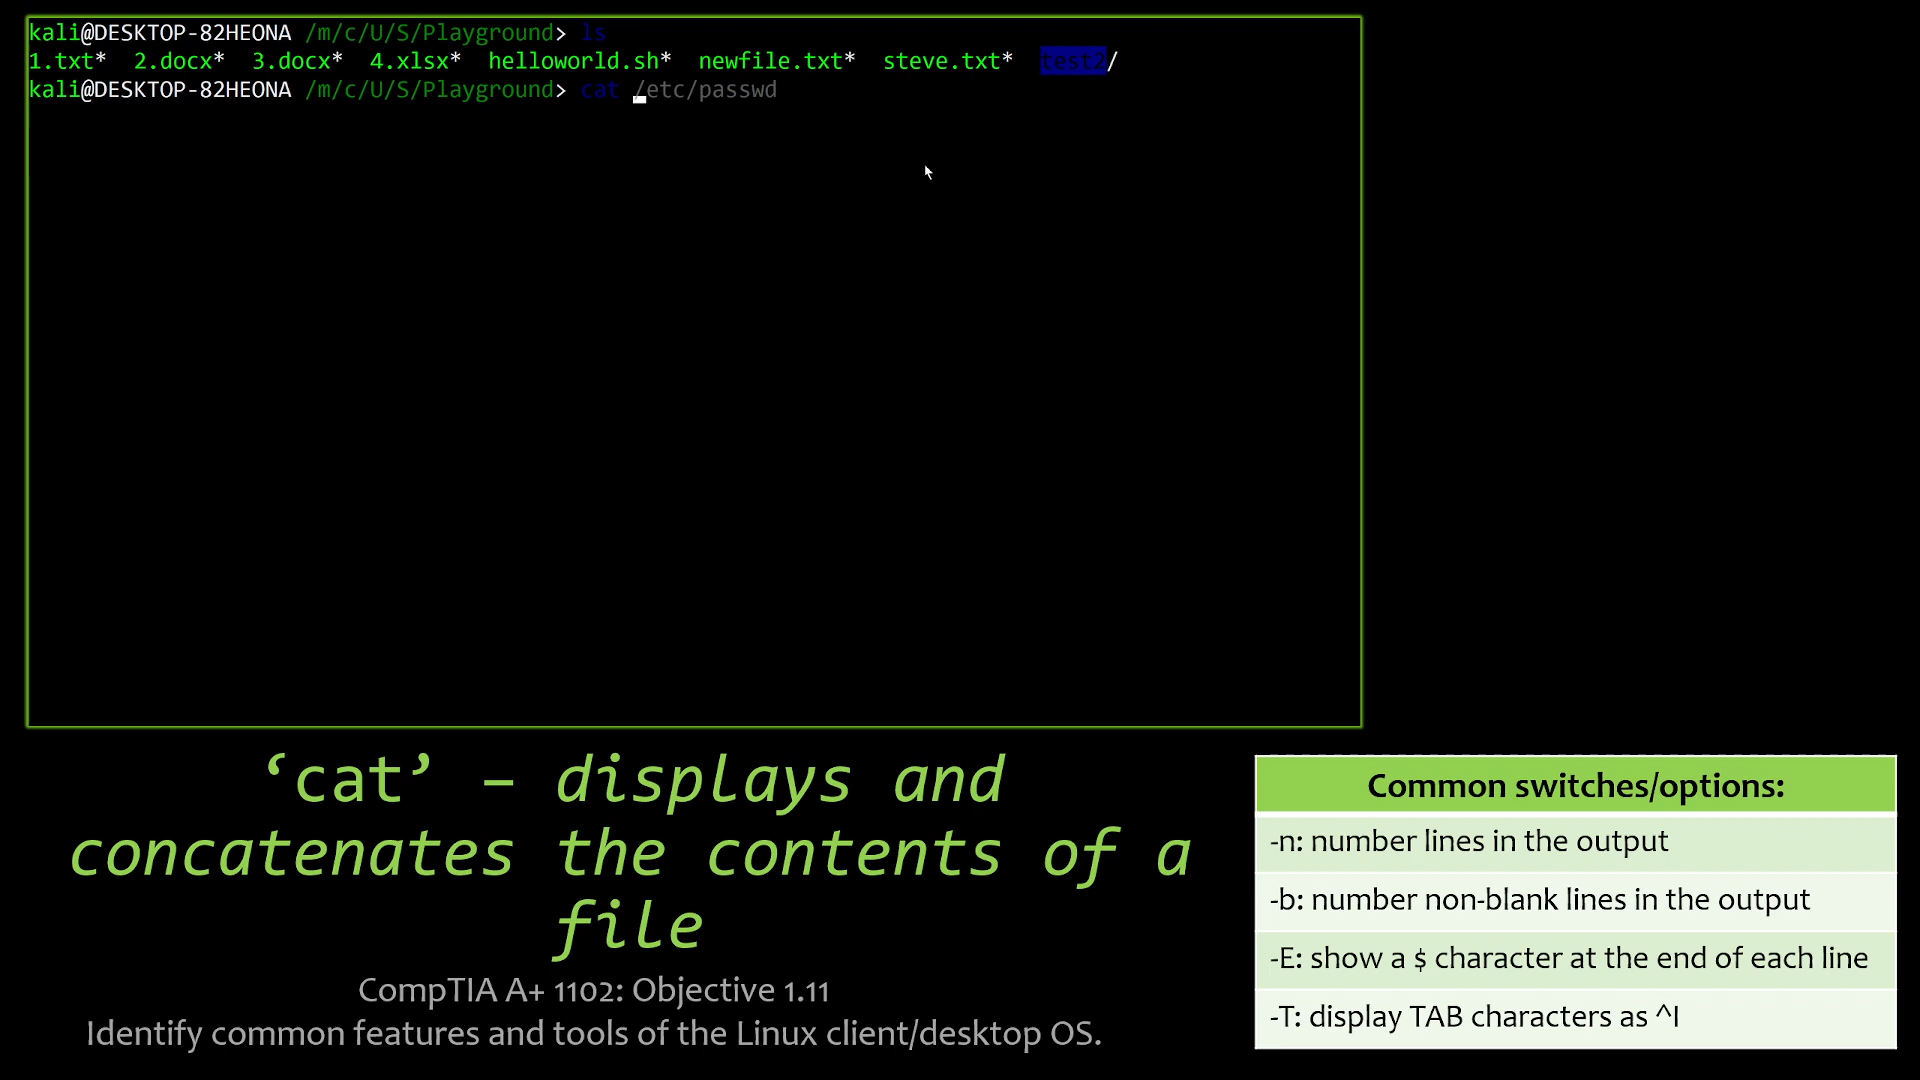 kali@DESKTOP-82HEONA /m/c/U/S/Playground> ls
1.txt* 2.docx* 3.docx* 4.xlsx* helloworld.sh* newfile.txt* steve.txt* test2/
kali@DESKTOP-82HEONA /m/c/U/S/Playground> cat /etc/passwd
‘cat’ – displays and
concatenates the contents of a
file
CompTIA A+ 1102: Objective 1.11
Identify common features and tools of the Linux client/desktop OS.
Common switches/options:
-n: number lines in the output
-b: number non-blank lines in the output
-E: show a $ character at the end of each line
-T: display TAB characters as ^I